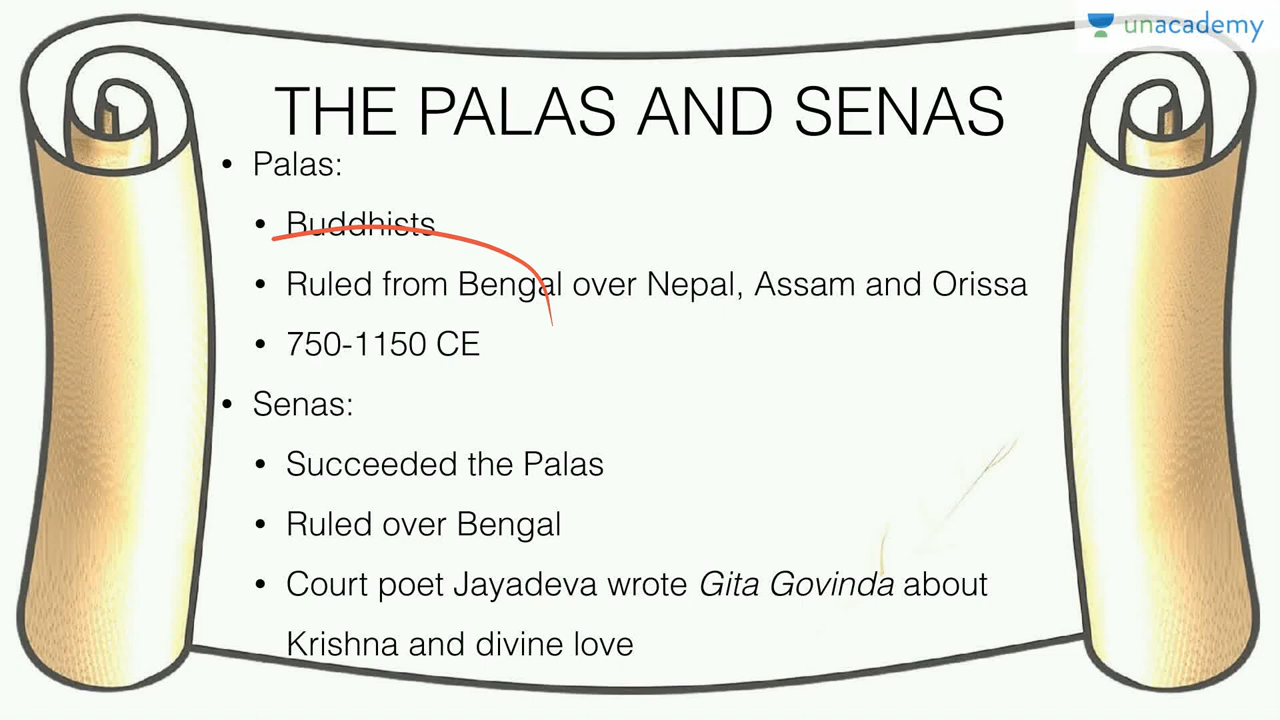 unacademy
THE PALAS AND SENAS
• Palas:
• Buddhists
• Ruled from Bengal over Nepal, Assam and Orissa
• 750-1150 CE
• Senas:
• Succeeded the Palas
• Ruled over Bengal
• Court poet Jayadeva wrote Gita Govinda about
Krishna and divine love